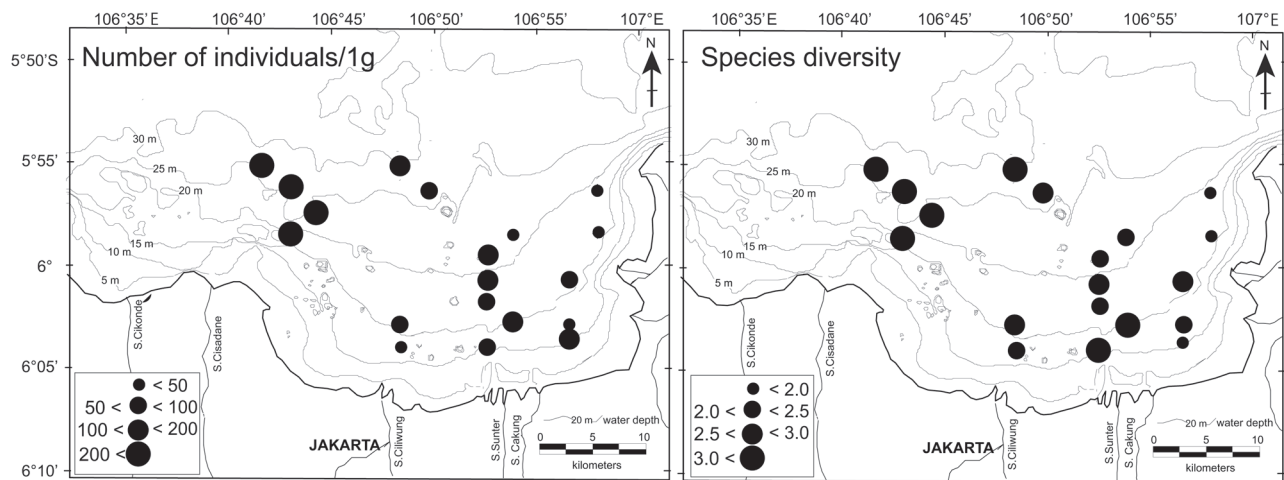 106°35'E 106°45' 106°50' 106°55' 107°E
Number of individuals/1g
N
5°50'S
5°55'
6°
6°05'
6°10'
30 m
25 m
20 m
15 m
10 m
5 m
S.Cikonde
S.Cisadane
< 50
50 < < 100
100 < < 200
200 <
JAKARTA
S.Ciliwung
S.Sunter
S. Cakung
20 m water depth
0 5 10
kilometers
106°35'E 106°45' 106°50' 106°55' 107°E
Species diversity
N
30 m
25 m
20 m
15 m
10 m
5 m
S.Cikonde
S.Cisadane
< 2.0
2.0 < < 2.5
2.5 < < 3.0
3.0 <
JAKARTA
S.Ciliwung
S.Sunter
S. Cakung
20 m water depth
0 5 10
kilometers